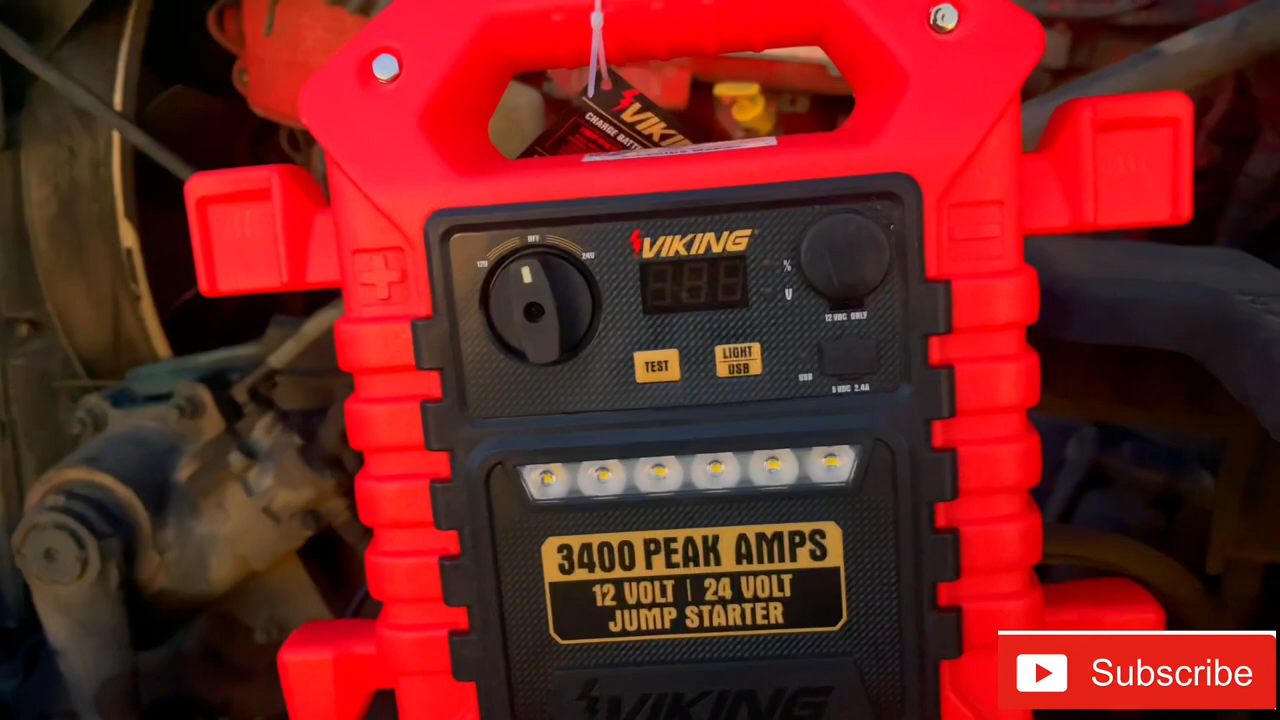 VIKI
CHARGE BATT
OFF
12V
24V
VIKING
%
V
12 VDC ONLY
TEST
LIGHT
USB
USB
5 VDC 2.4A
3400 PEAK AMPS
12 VOLT | 24 VOLT
JUMP STARTER
VIKING
Subscribe